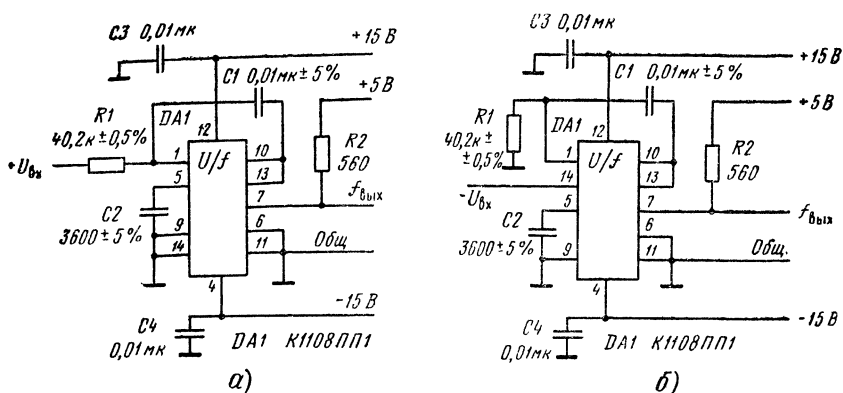 C3 0,01мк
+15 В
C1 0,01мк ± 5 %
+5 В
R1
40,2к ± 0,5%
DA1
12
U/f
R2
560
+Uвх
1
10
5
13
7
fвых
C2
3600 ± 5 %
9
6
14
11
Общ
4
-15 В
C4
0,01мк
DA1 К1108ПП1
а)
C3 0,01мк
+15В
C1 0,01мк ± 5 %
+5В
R1
40,2к ±
± 0,5%
DA1
12
U/f
R2
560
1
10
14
13
-Uвх
5
7
fвых
C2
3600 ± 5 %
6
9
11
Общ.
4
-15 В
C4
0,01мк
DA1 К1108ПП1
б)